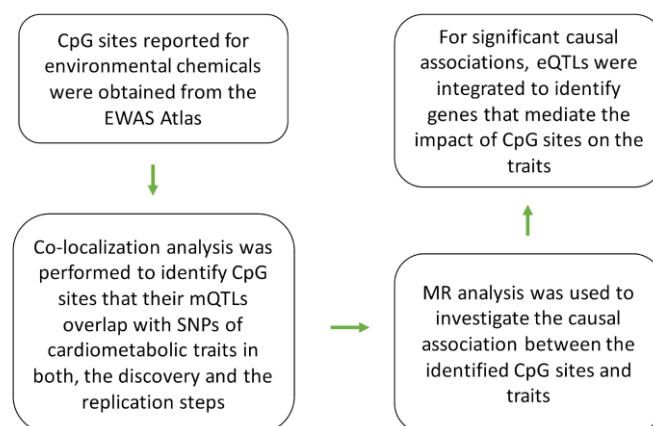 CpG sites reported for
environmental chemicals
were obtained from the
EWAS Atlas
Co-localization analysis was
performed to identify CpG
sites that their mQTLs
overlap with SNPs of
cardiometabolic traits in
both, the discovery and the
replication steps
MR analysis was used to
investigate the causal
association between the
identified CpG sites and
traits
For significant causal
associations, eQTLs were
integrated to identify
genes that mediate the
impact of CpG sites on the
traits